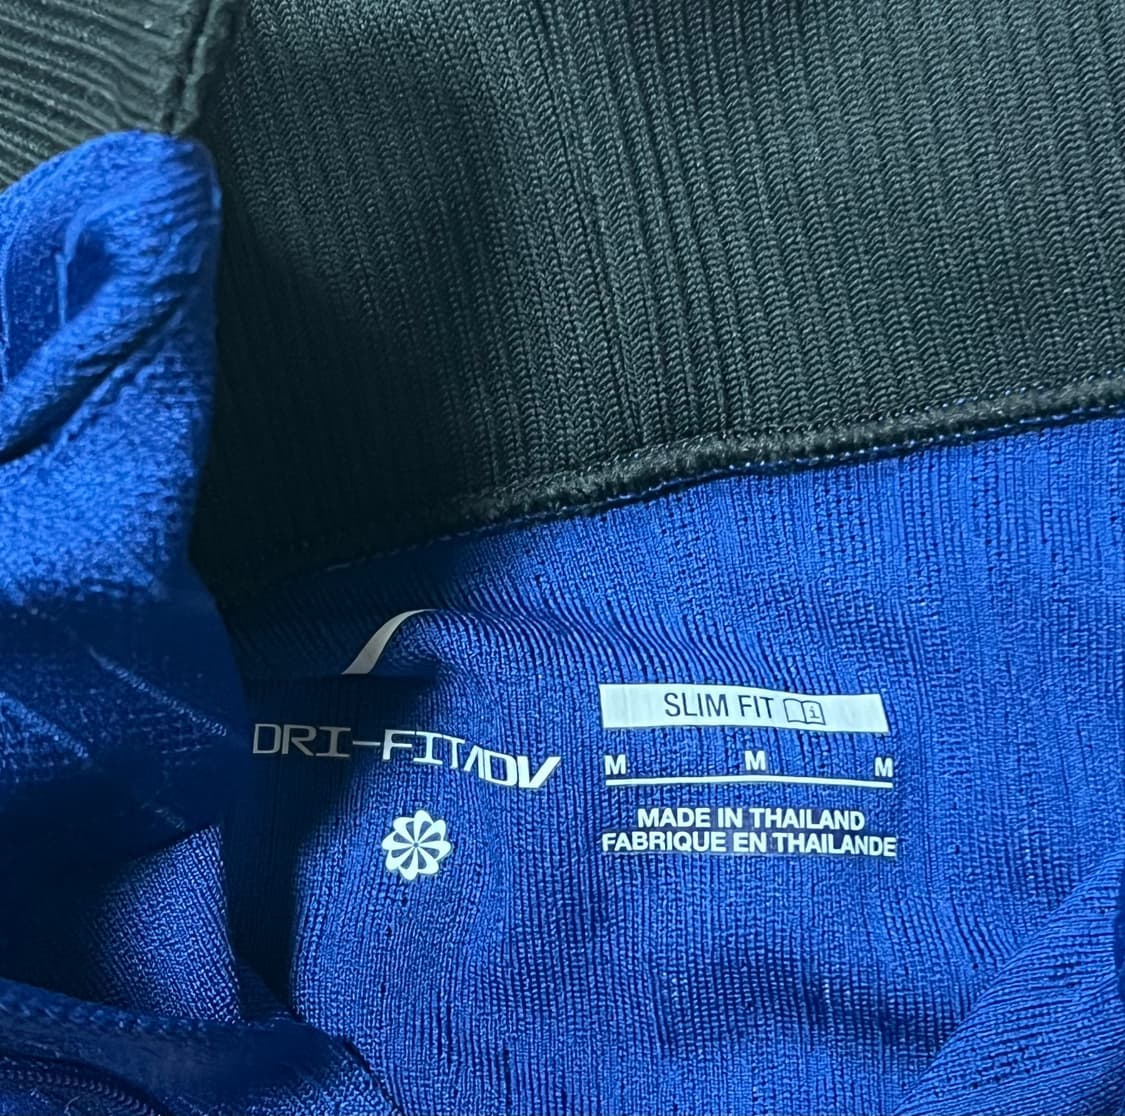 SLIM FIT
DRI-FIT ADV
M M M
MADE IN THAILAND
FABRIQUE EN THAILANDE